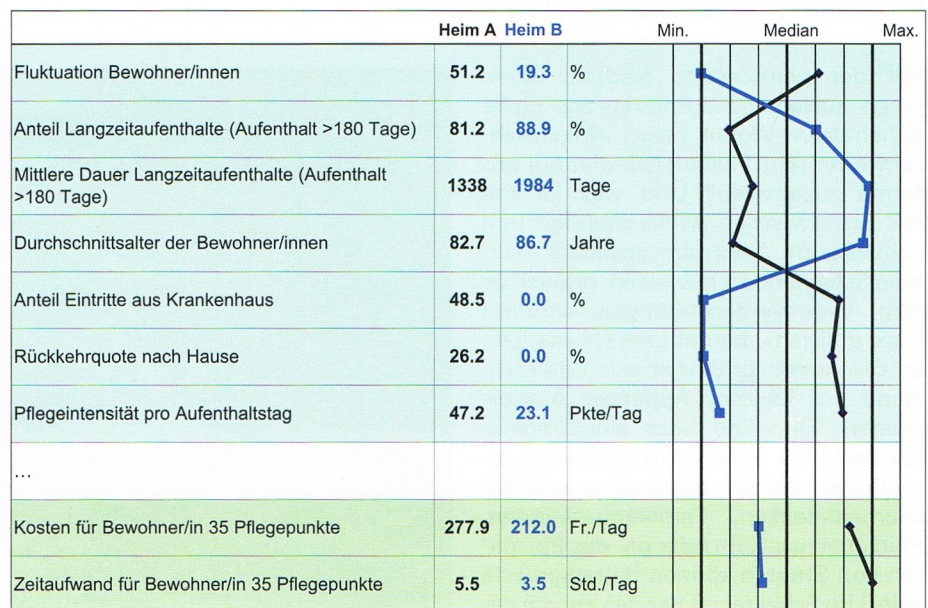 Heim A Heim B Min. Median Max.
Fluktuation Bewohner/innen 51.2 19.3 %
Anteil Langzeitaufenthalte (Aufenthalt >180 Tage) 81.2 88.9 %
Mittlere Dauer Langzeitaufenthalte (Aufenthalt
>180 Tage) 1338 1984 Tage
Durchschnittsalter der Bewohner/innen 82.7 86.7 Jahre
Anteil Eintritte aus Krankenhaus 48.5 0.0 %
Rückkehrquote nach Hause 26.2 0.0 %
Pflegeintensität pro Aufenthaltstag 47.2 23.1 Pkte/Tag
...
Kosten für Bewohner/in 35 Pflegepunkte 277.9 212.0 Fr./Tag
Zeitaufwand für Bewohner/in 35 Pflegepunkte 5.5 3.5 Std./Tag